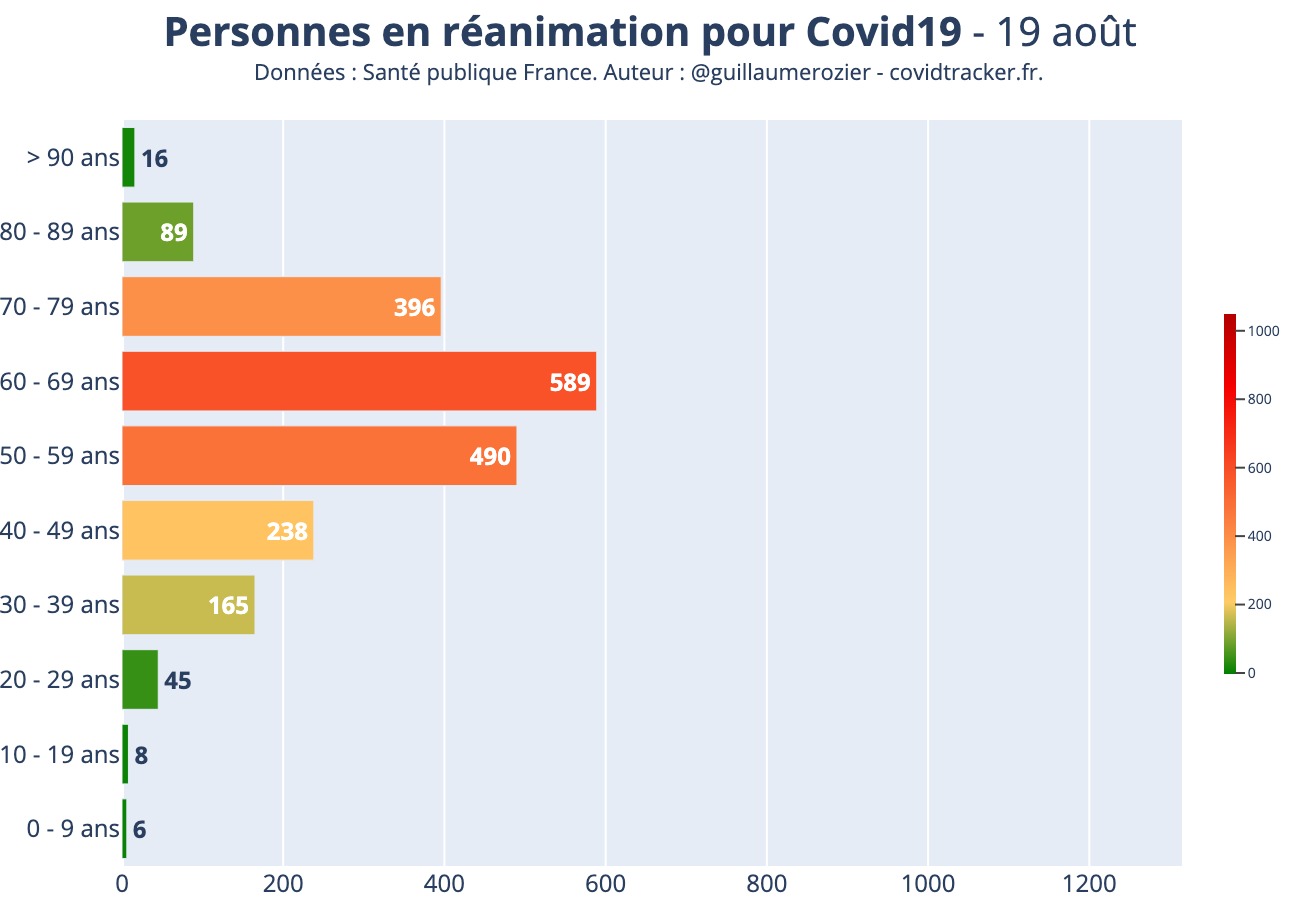 Personnes en réanimation pour Covid19 - 19 août
Données : Santé publique France. Auteur : @guillaumerozier - covidtracker.fr.
> 90 ans 16
80 - 89 ans 89
70 - 79 ans 396
60 - 69 ans 589
50 - 59 ans 490
40 - 49 ans 238
30 - 39 ans 165
20 - 29 ans 45
10 - 19 ans 8
0 - 9 ans 6
0 200 400 600 800 1000 1200
1000
800
600
400
200
0